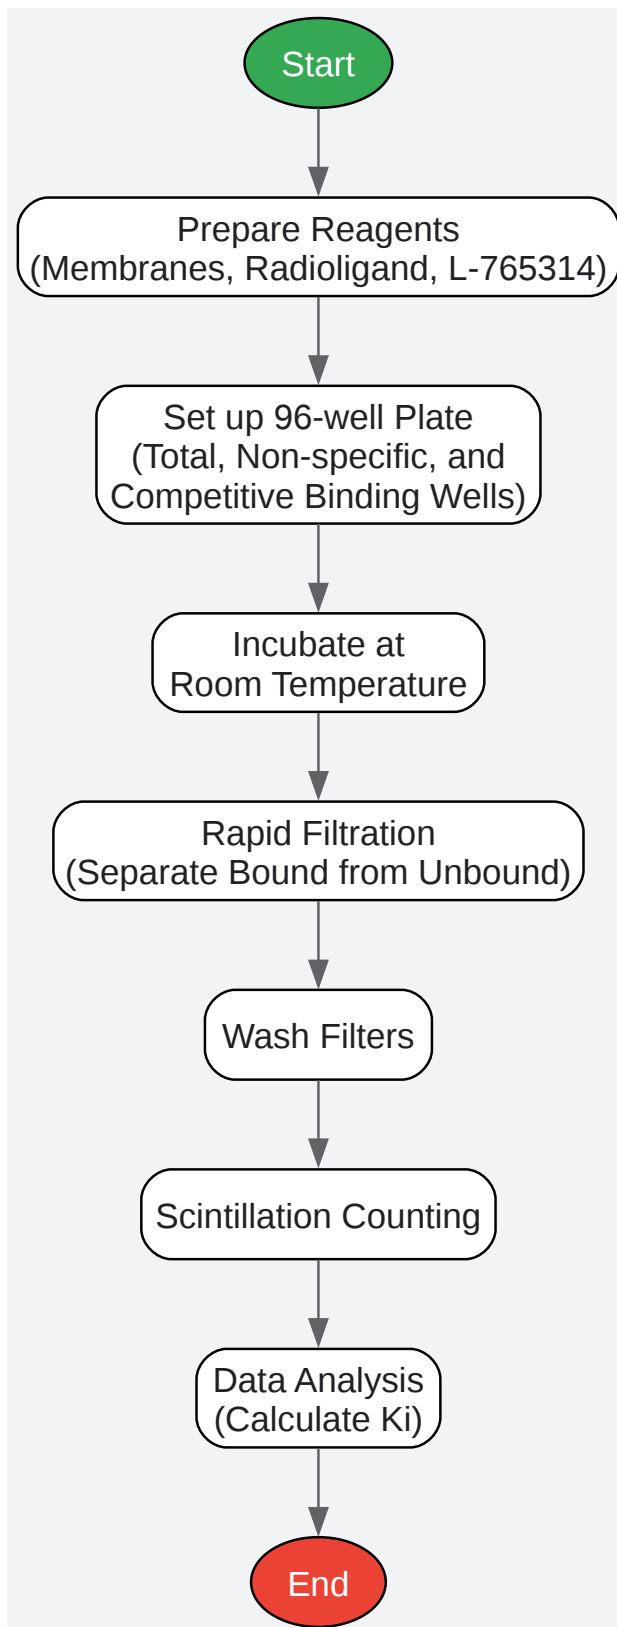 Start
Prepare Reagents
(Membranes, Radioligand, L-765314)
Set up 96-well Plate
(Total, Non-specific, and
Competitive Binding Wells)
Incubate at
Room Temperature
Rapid Filtration
(Separate Bound from Unbound)
Wash Filters
Scintillation Counting
Data Analysis
(Calculate Ki)
End